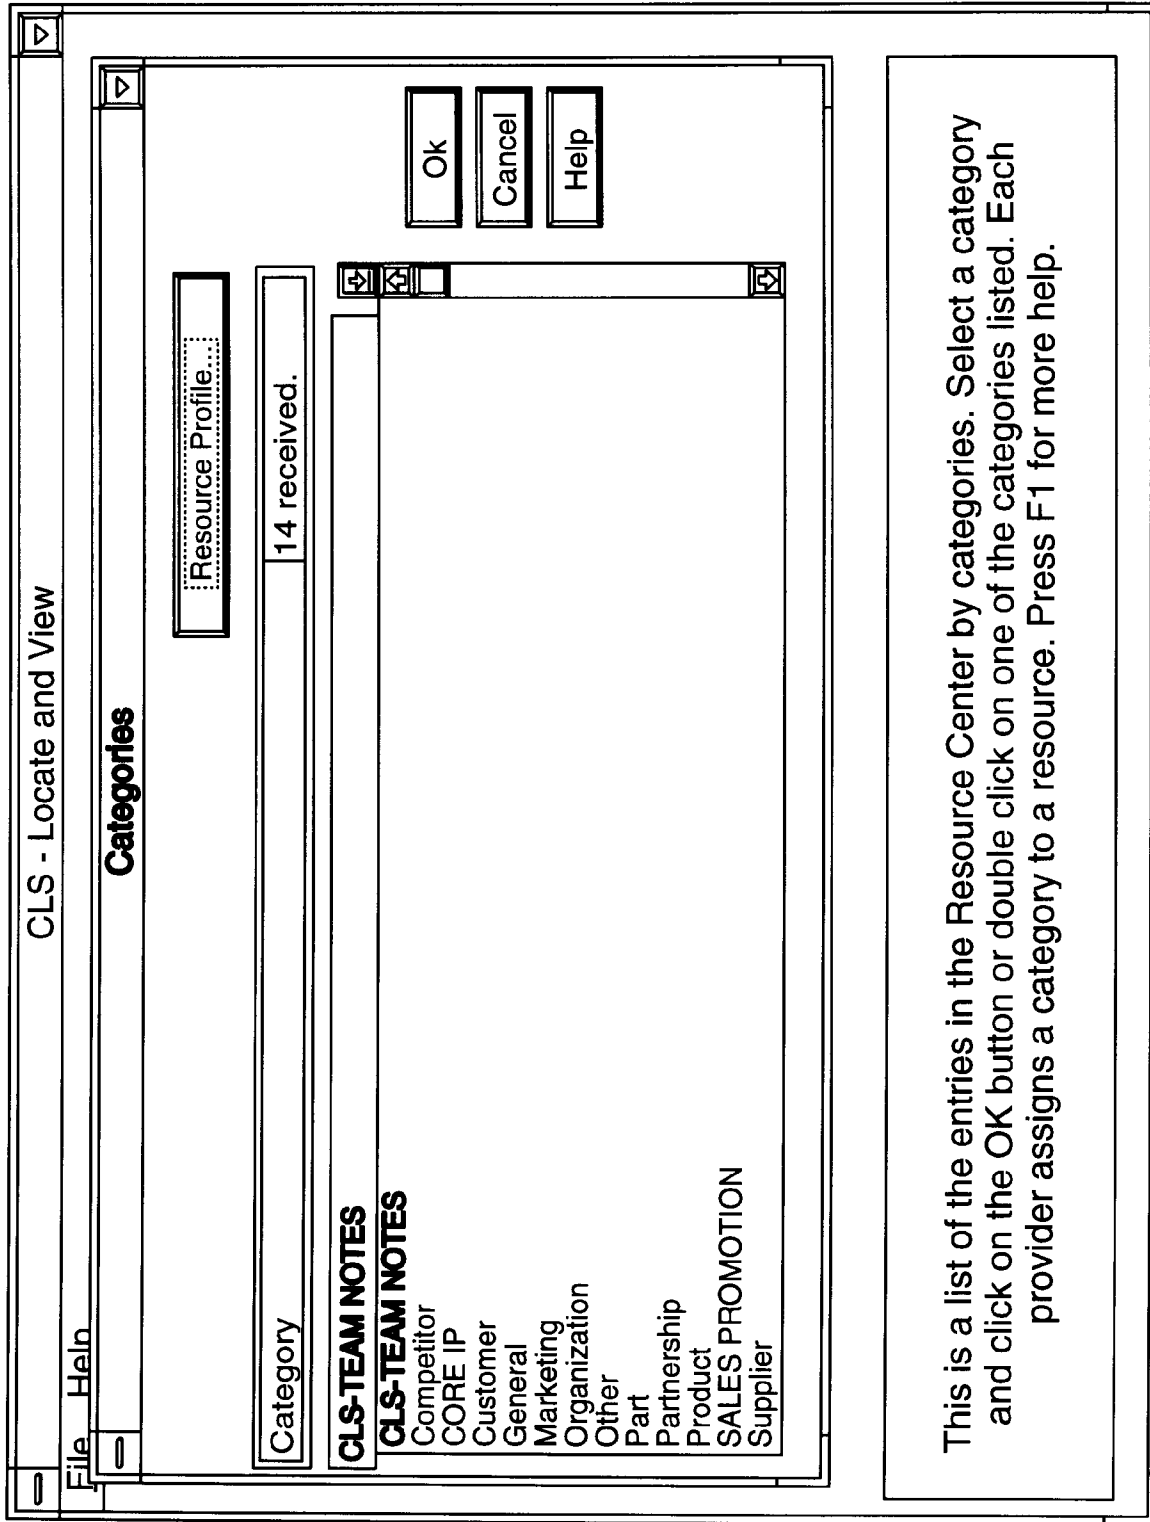 CLS - Locate and View
File Help
Categories
Resource Profile...
Category 14 received.
CLS-TEAM NOTES
CLS-TEAM NOTES
Competitor
CORE IP
Customer
General
Marketing
Organization
Other
Part
Partnership
Product
SALES PROMOTION
Supplier
Ok
Cancel
Help
This is a list of the entries in the Resource Center by categories. Select a category
and click on the OK button or double click on one of the categories listed. Each
provider assigns a category to a resource. Press F1 for more help.